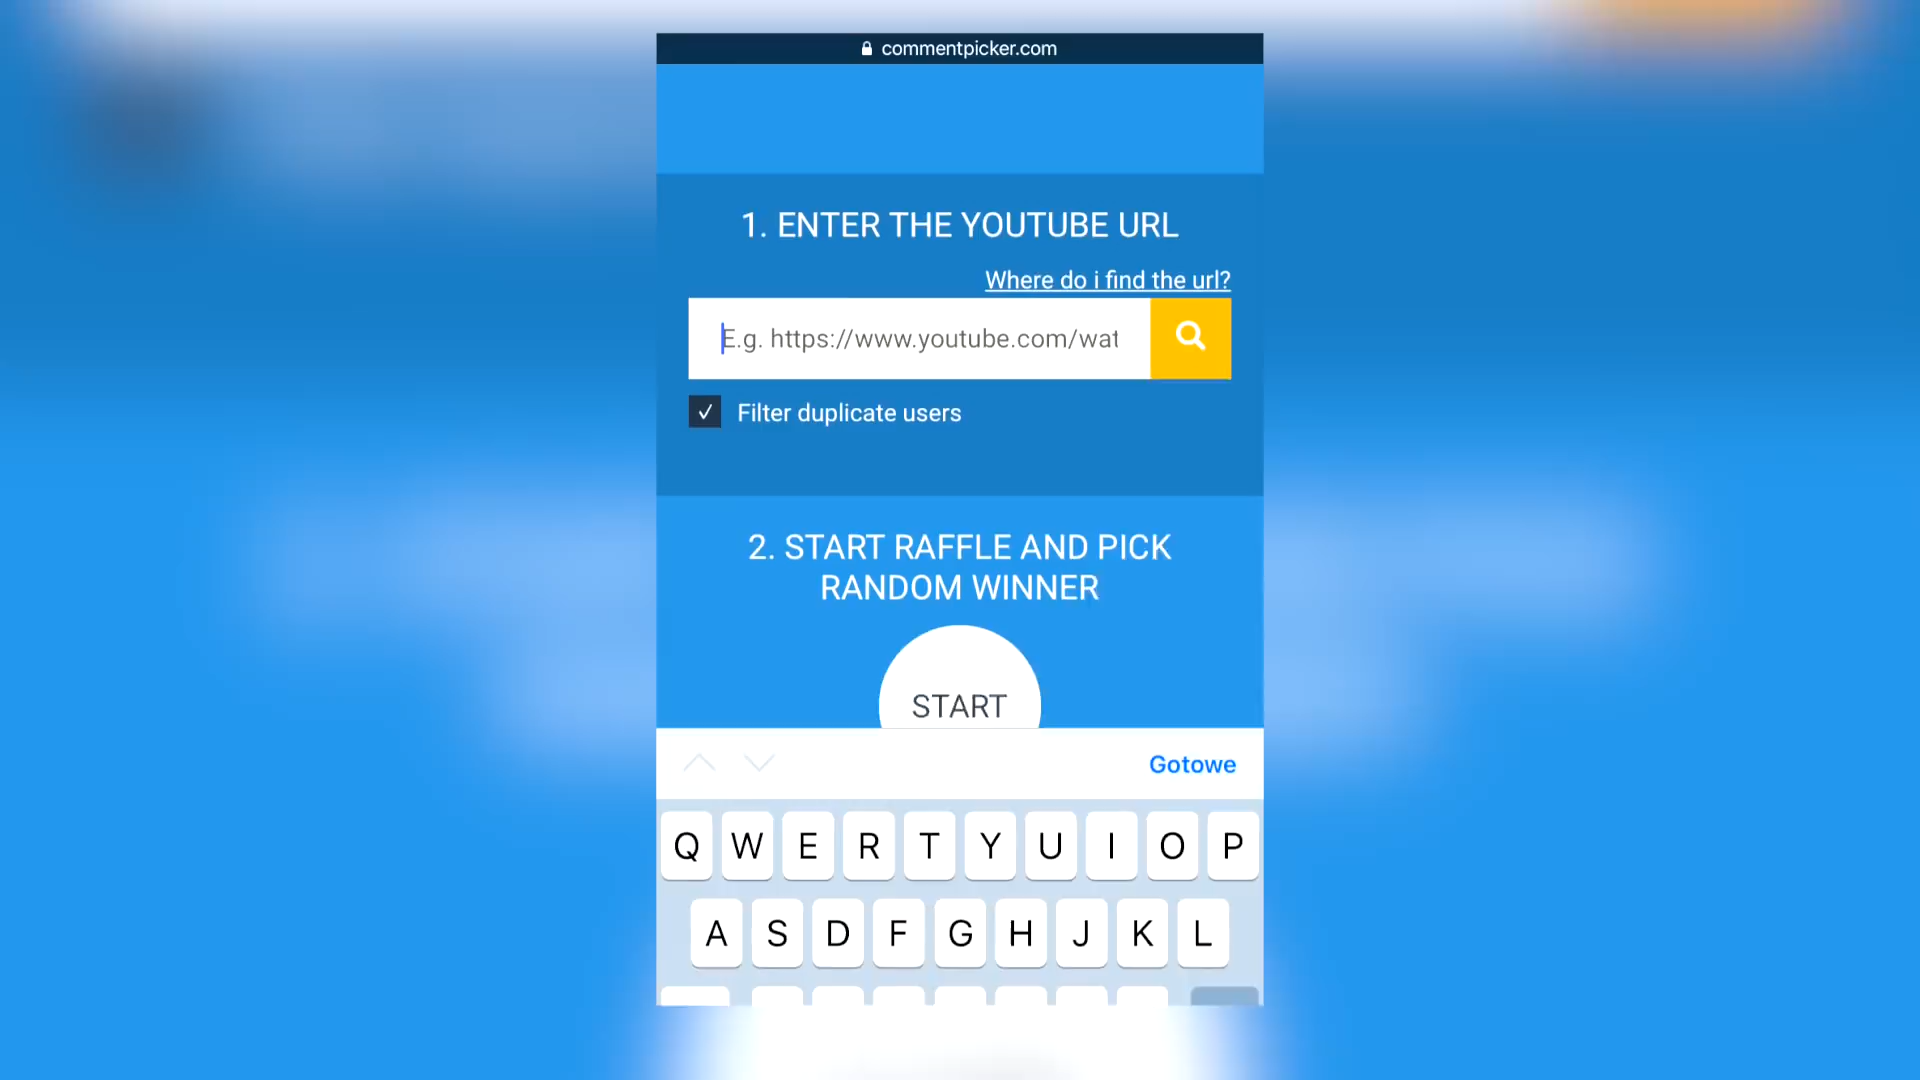 commentpicker.com
1. ENTER THE YOUTUBE URL
Where do i find the url?
E.g. https://www.youtube.com/wat
Filter duplicate users
2. START RAFFLE AND PICK
RANDOM WINNER
START
Gotowe
Q W E R T Y U I O P
A S D F G H J K L